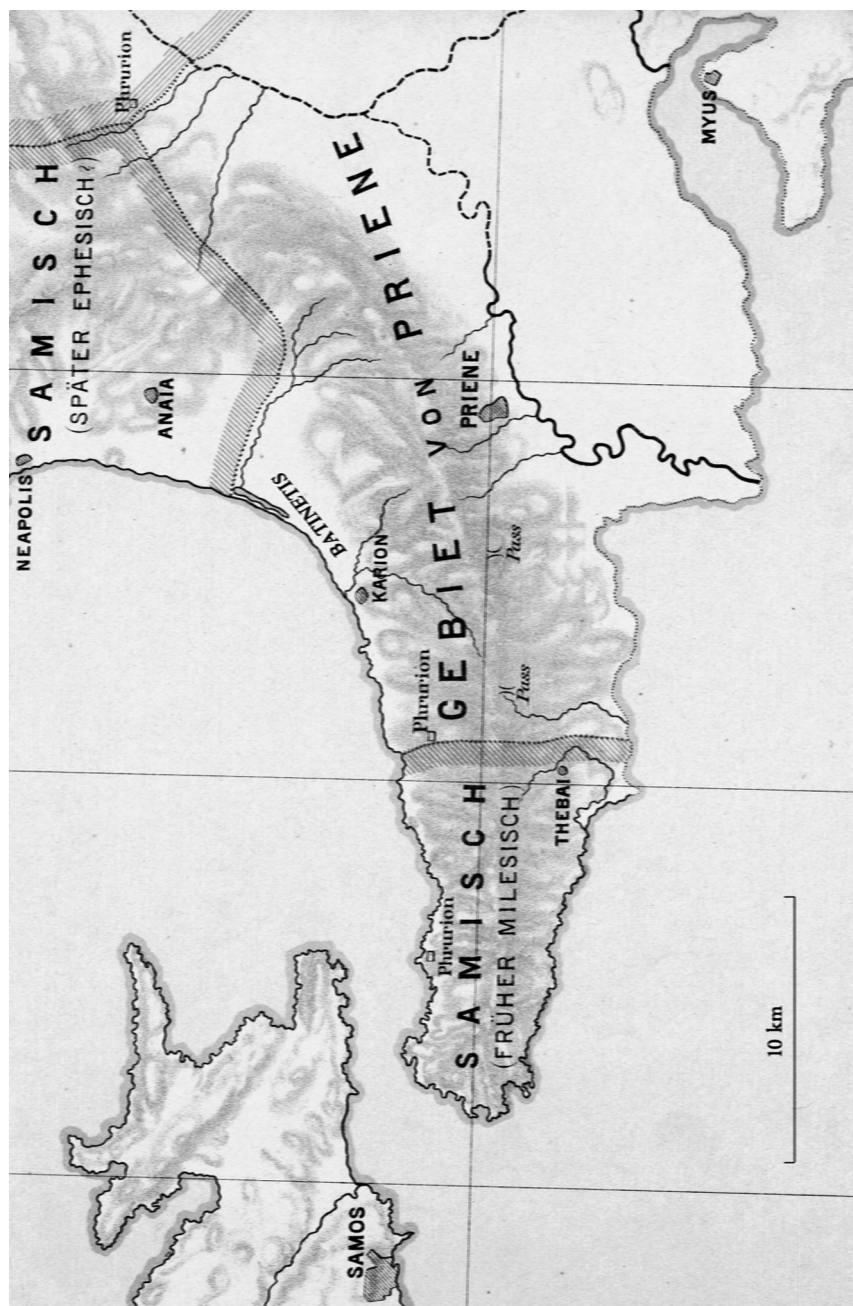 NEAPOLIS
SAMISCH
(SPÄTER EPHESISCH?)
Phrurion
ANAIA
MYUS
GEBIET VON PRIENE
PRIENE
BATINETIS
KARION
Pass
Pass
Phrurion
SAMISCH
(FRÜHER MILESISCH)
THEBAI
Phrurion
SAMOS
10 km